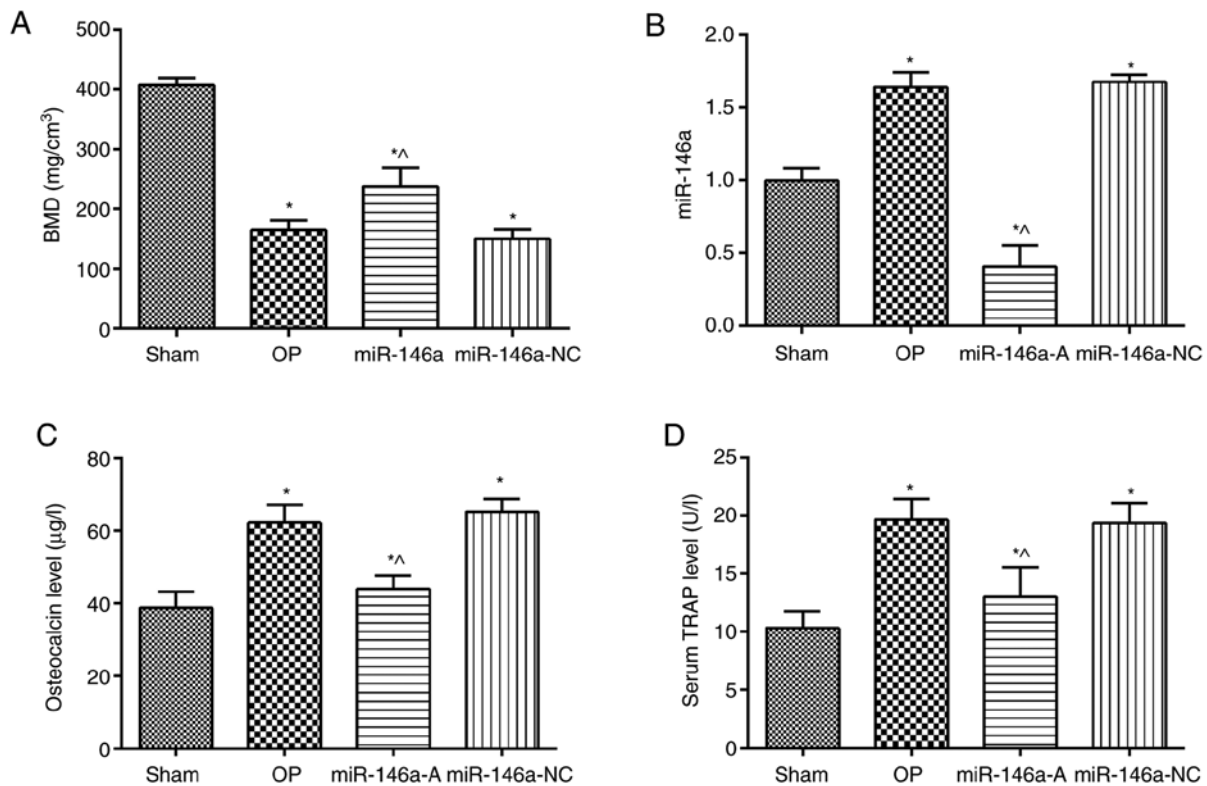 A
BMD (mg/cm³)
500
400
300
200
100
0
*
*^
*
Sham OP miR-146a miR-146a-NC
B
miR-146a
2.0
1.5
1.0
0.5
0.0
*
*^
*
Sham OP miR-146a-A miR-146a-NC
C
Osteocalcin level (μg/l)
80
60
40
20
0
*
*^
*
Sham OP miR-146a-A miR-146a-NC
D
Serum TRAP level (U/l)
25
20
15
10
5
0
*
*^
*
Sham OP miR-146a-A miR-146a-NC